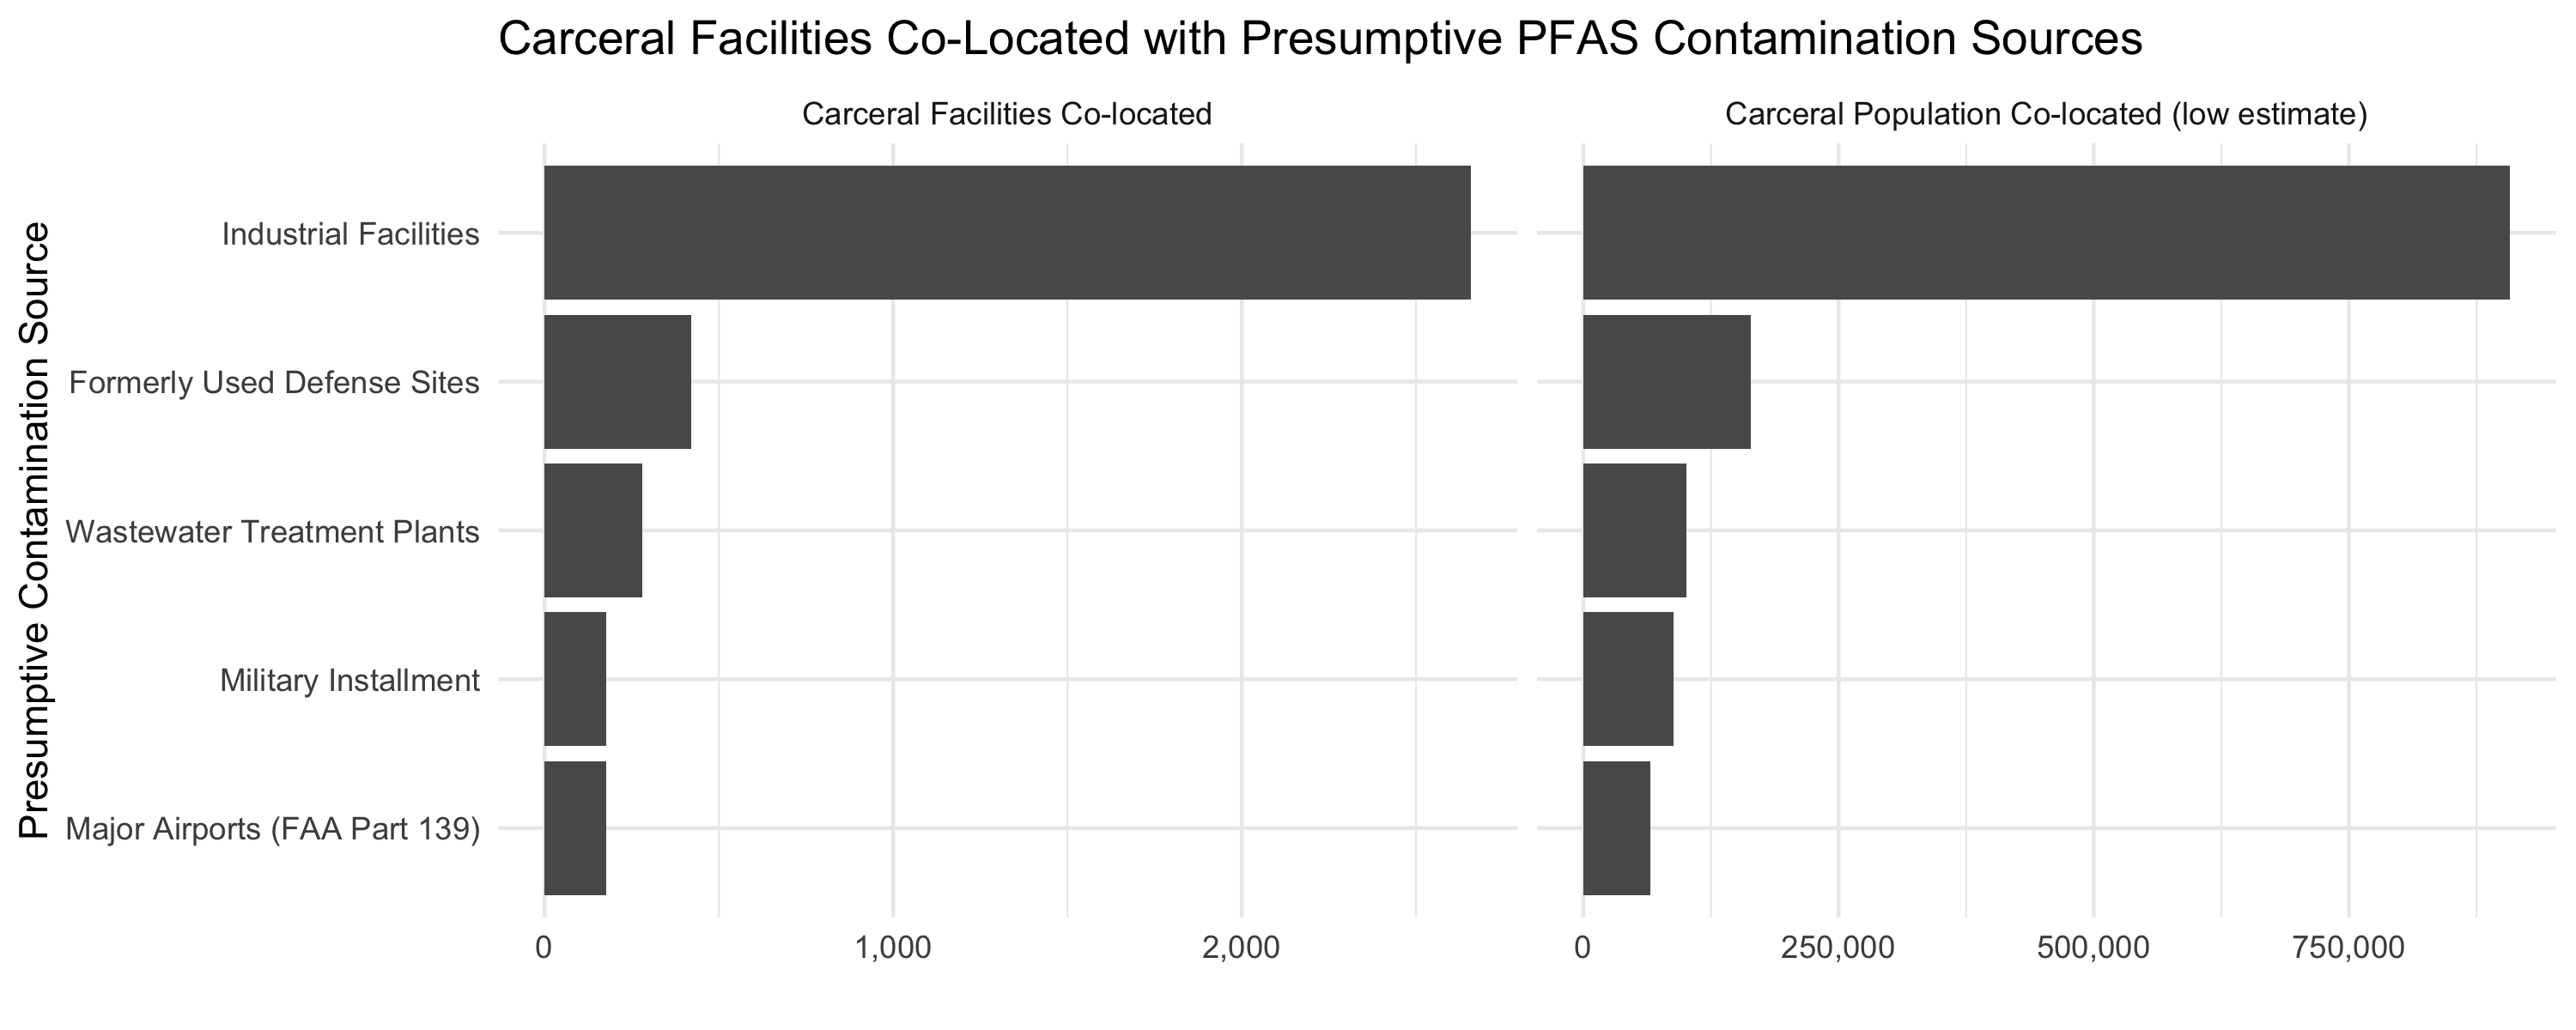 Carceral Facilities Co-Located with Presumptive PFAS Contamination Sources
Carceral Facilities Co-located
Carceral Population Co-located (low estimate)
Presumptive Contamination Source
Industrial Facilities
Formerly Used Defense Sites
Wastewater Treatment Plants
Military Installment
Major Airports (FAA Part 139)
0
1,000
2,000
0
250,000
500,000
750,000